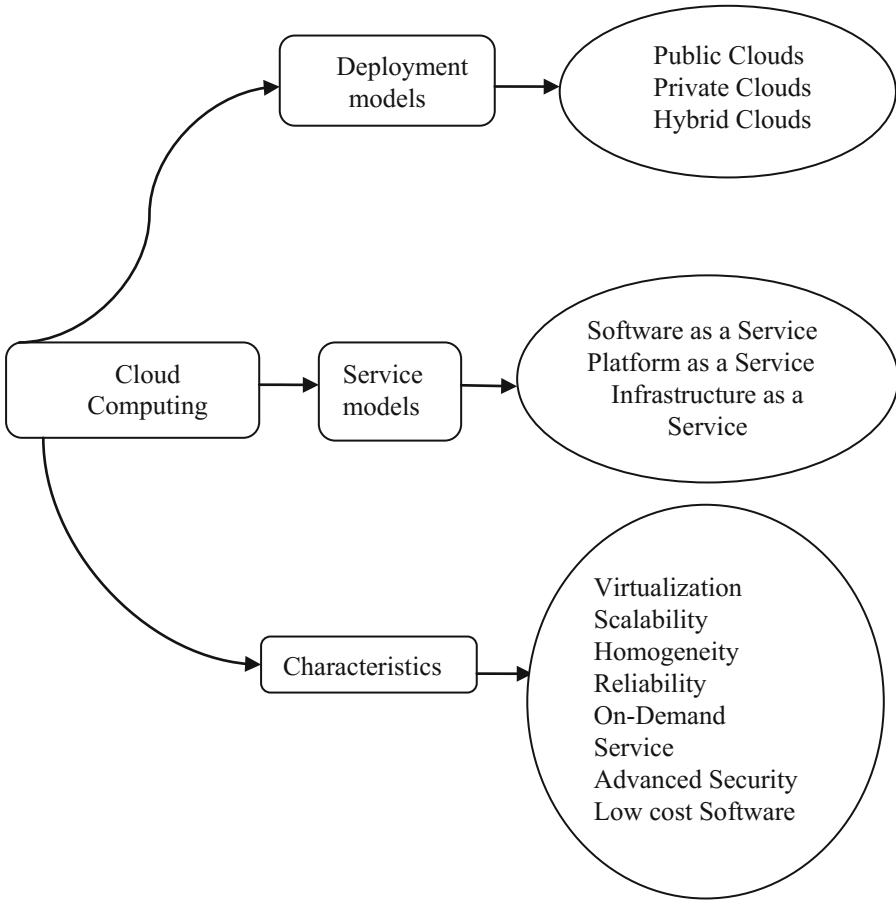 Deployment
models
Public Clouds
Private Clouds
Hybrid Clouds
Cloud
Computing
Service
models
Software as a Service
Platform as a Service
Infrastructure as a
Service
Characteristics
Virtualization
Scalability
Homogeneity
Reliability
On-Demand
Service
Advanced Security
Low cost Software